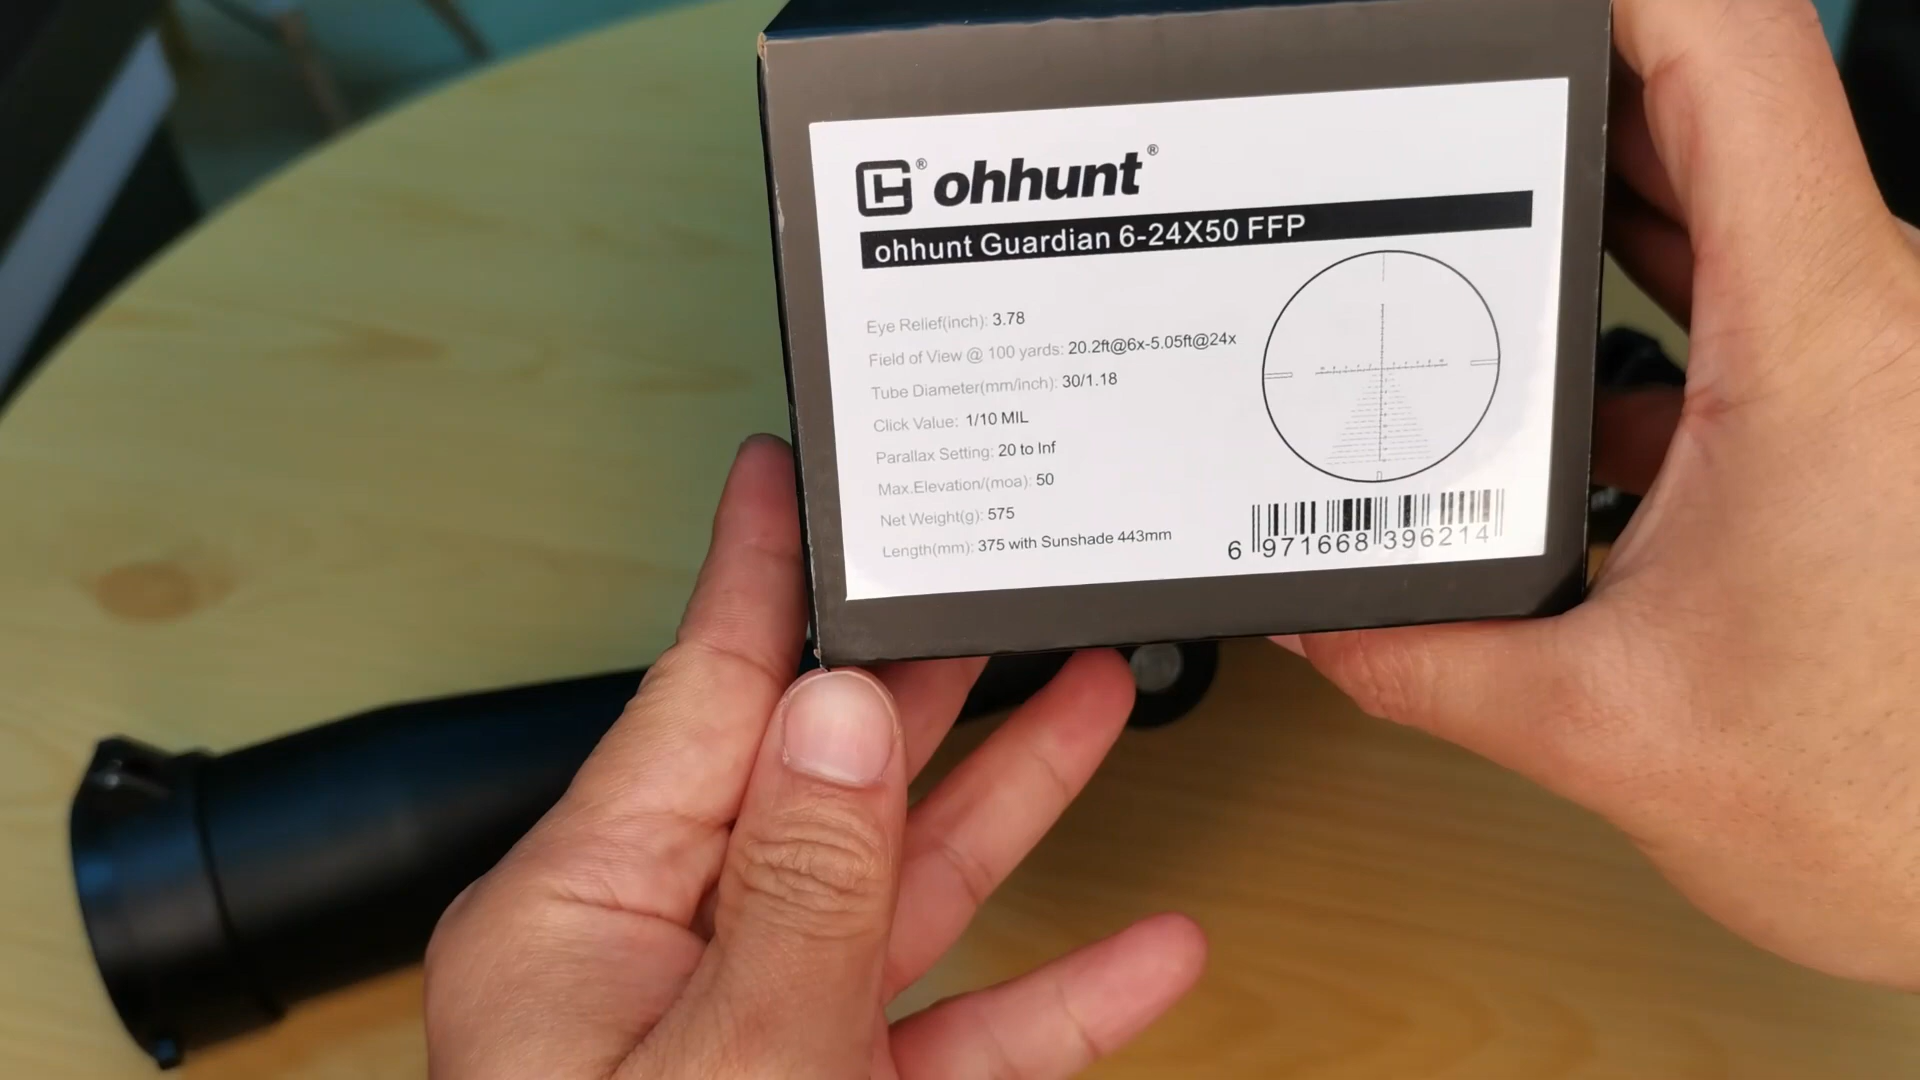 ohhunt®
ohhunt Guardian 6-24X50 FFP
Eye Relief(inch): 3.78
Field of View @ 100 yards: 20.2ft@6x-5.05ft@24x
Tube Diameter(mm/inch): 30/1.18
Click Value: 1/10 MIL
Parallax Setting: 20 to Inf
Max.Elevation/(moa): 50
Net Weight(g): 575
Length(mm): 375 with Sunshade 443mm
6 971668 396214